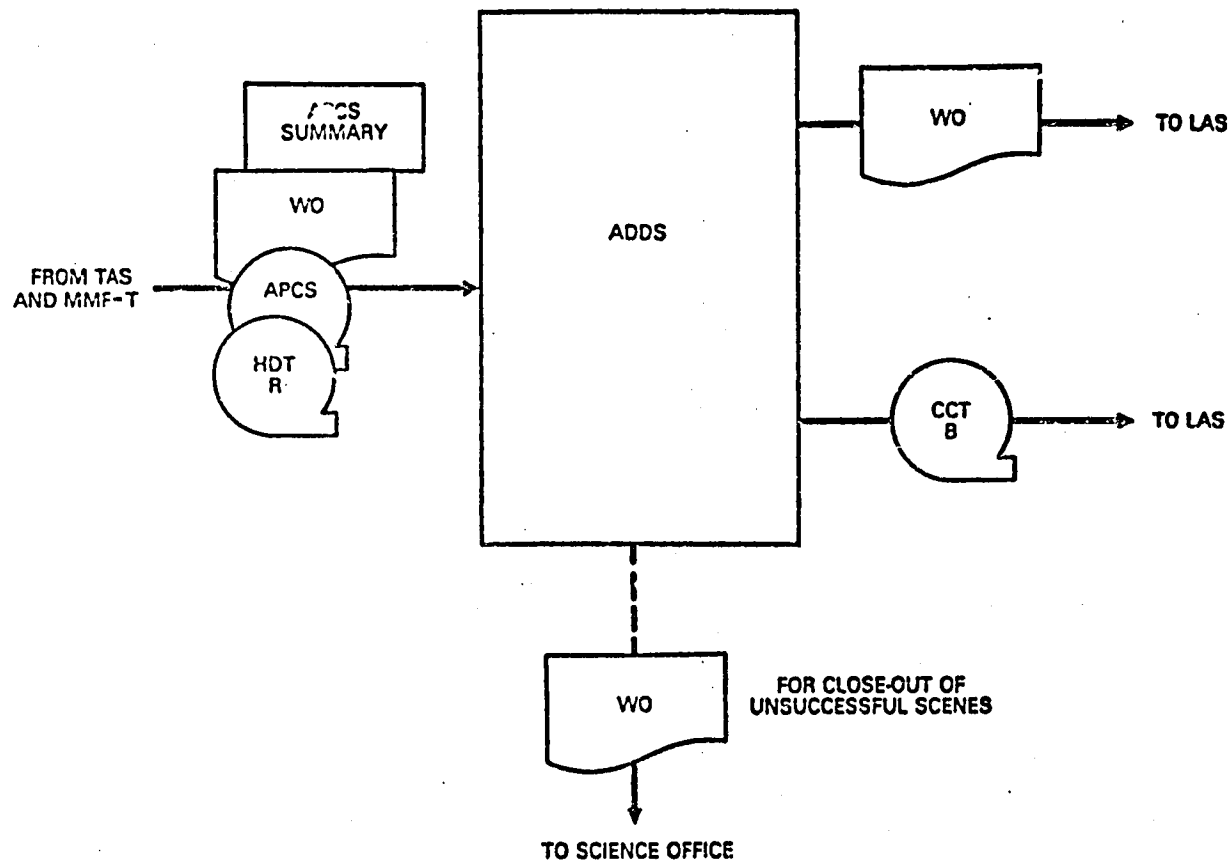 APCS
SUMMARY
WO
FROM TAS
AND MMF-T
APCS
HDT
R
ADDS
WO
TO LAS
CCT
B
TO LAS
WO
FOR CLOSE-OUT OF
UNSUCCESSFUL SCENES
TO SCIENCE OFFICE